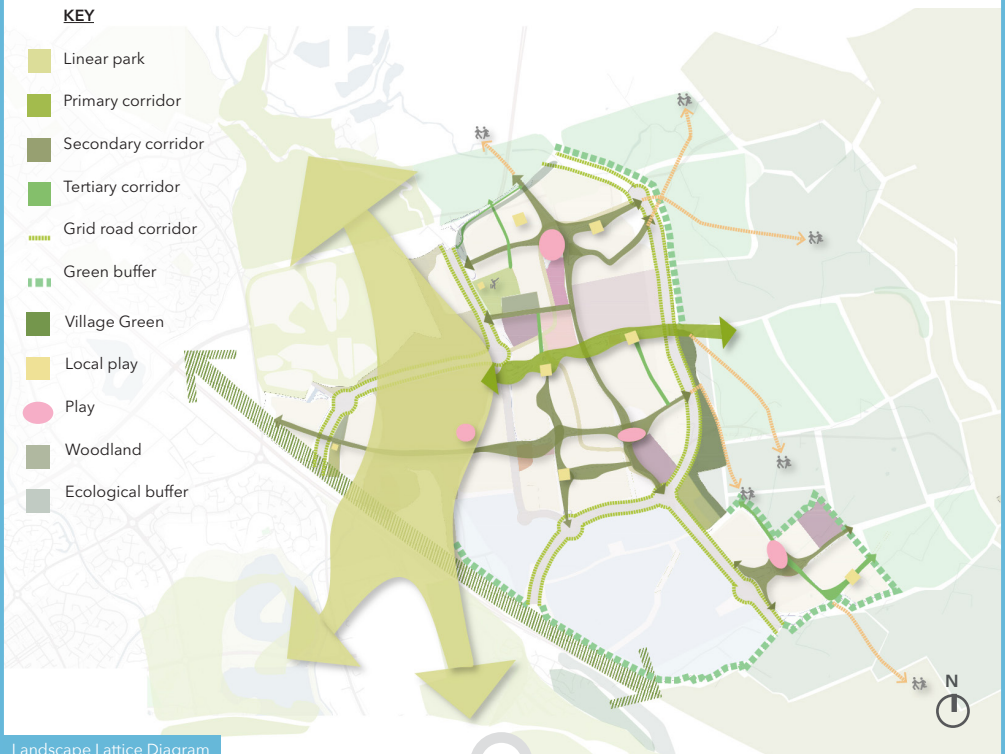 KEY
Linear park
Primary corridor
Secondary corridor
Tertiary corridor
Grid road corridor
Green buffer
Village Green
Local play
Play
Woodland
Ecological buffer
N
Landscape Lattice Diagram